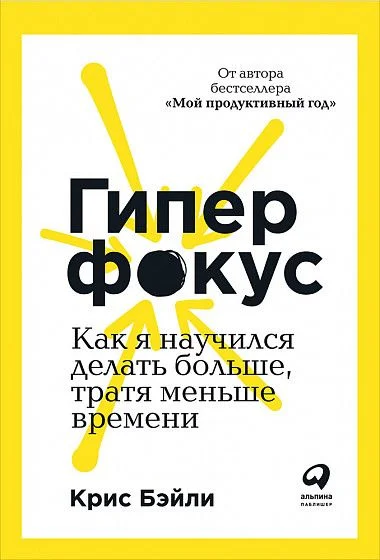 От автора
бестселлера
«Мой продуктивный год»
Гипер
фокус
Как я научился
делать больше,
тратя меньше
времени
Крис Бэйли
альпина
ПАБЛИШЕР